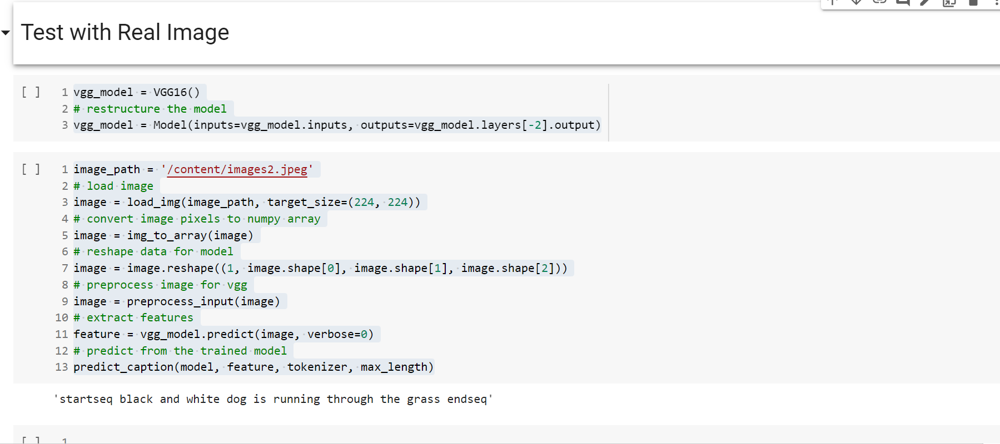 Test with Real Image
[ ] 1 vgg_model = VGG16()
2 # restructure the model
3 vgg_model = Model(inputs=vgg_model.inputs, outputs=vgg_model.layers[-2].output)
[ ] 1 image_path = '/content/images2.jpeg'
2 # load image
3 image = load_img(image_path, target_size=(224, 224))
4 # convert image pixels to numpy array
5 image = img_to_array(image)
6 # reshape data for model
7 image = image.reshape((1, image.shape[0], image.shape[1], image.shape[2]))
8 # preprocess image for vgg
9 image = preprocess_input(image)
10 # extract features
11 feature = vgg_model.predict(image, verbose=0)
12 # predict from the trained model
13 predict_caption(model, feature, tokenizer, max_length)
'startseq black and white dog is running through the grass endseq'
[ ] 1